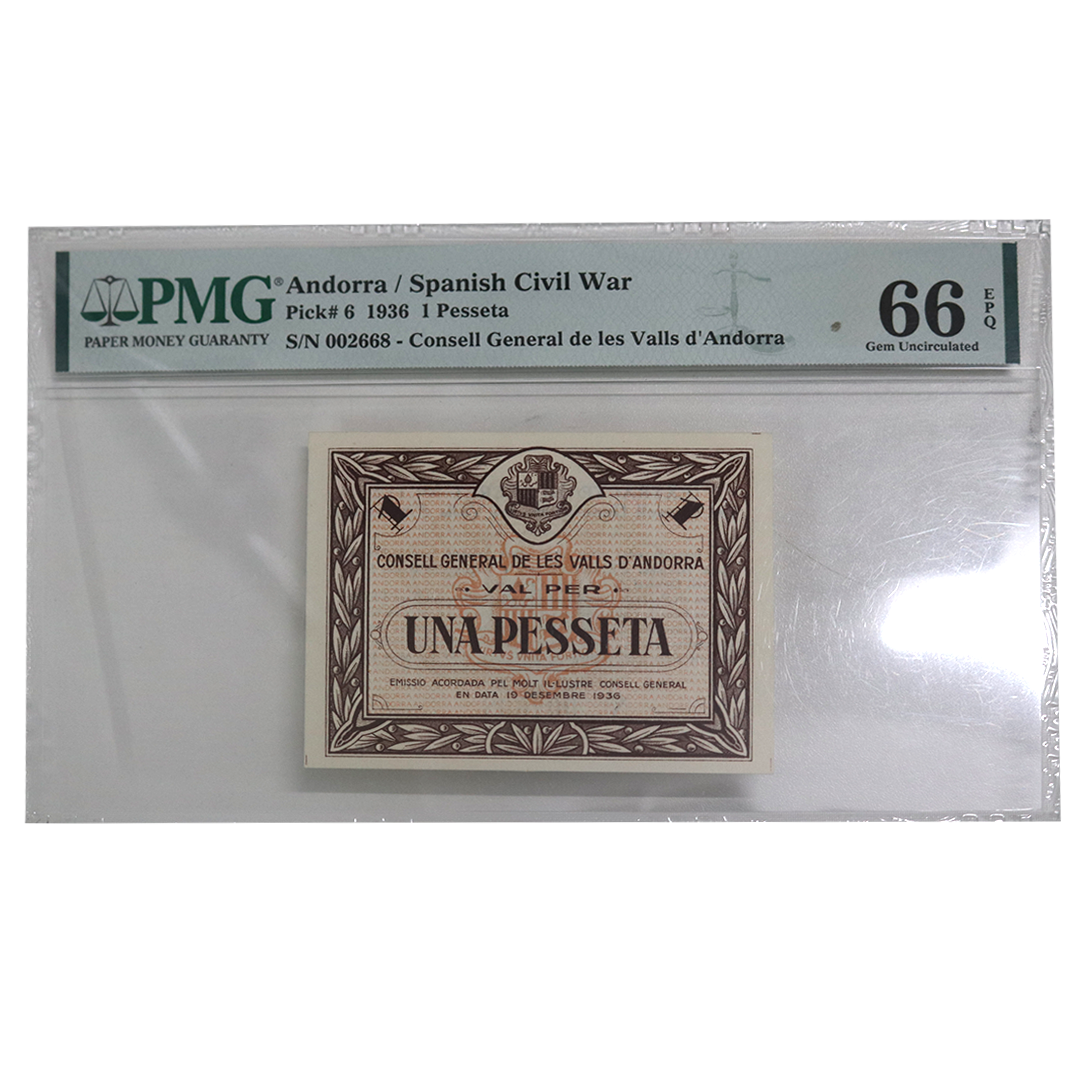 PMG®
PAPER MONEY GUARANTY
Andorra / Spanish Civil War
Pick# 6 1936 1 Pesseta
S/N 002668 - Consell General de les Valls d'Andorra
66
EPQ
Gem Uncirculated
1
1
CONSELL GENERAL DE LES VALLS D'ANDORRA
VAL PER
UNA PESSETA
EMISSIO ACORDADA PEL MOLT IL·LUSTRE CONSELL GENERAL
EN DATA 19 DESEMBRE 1936